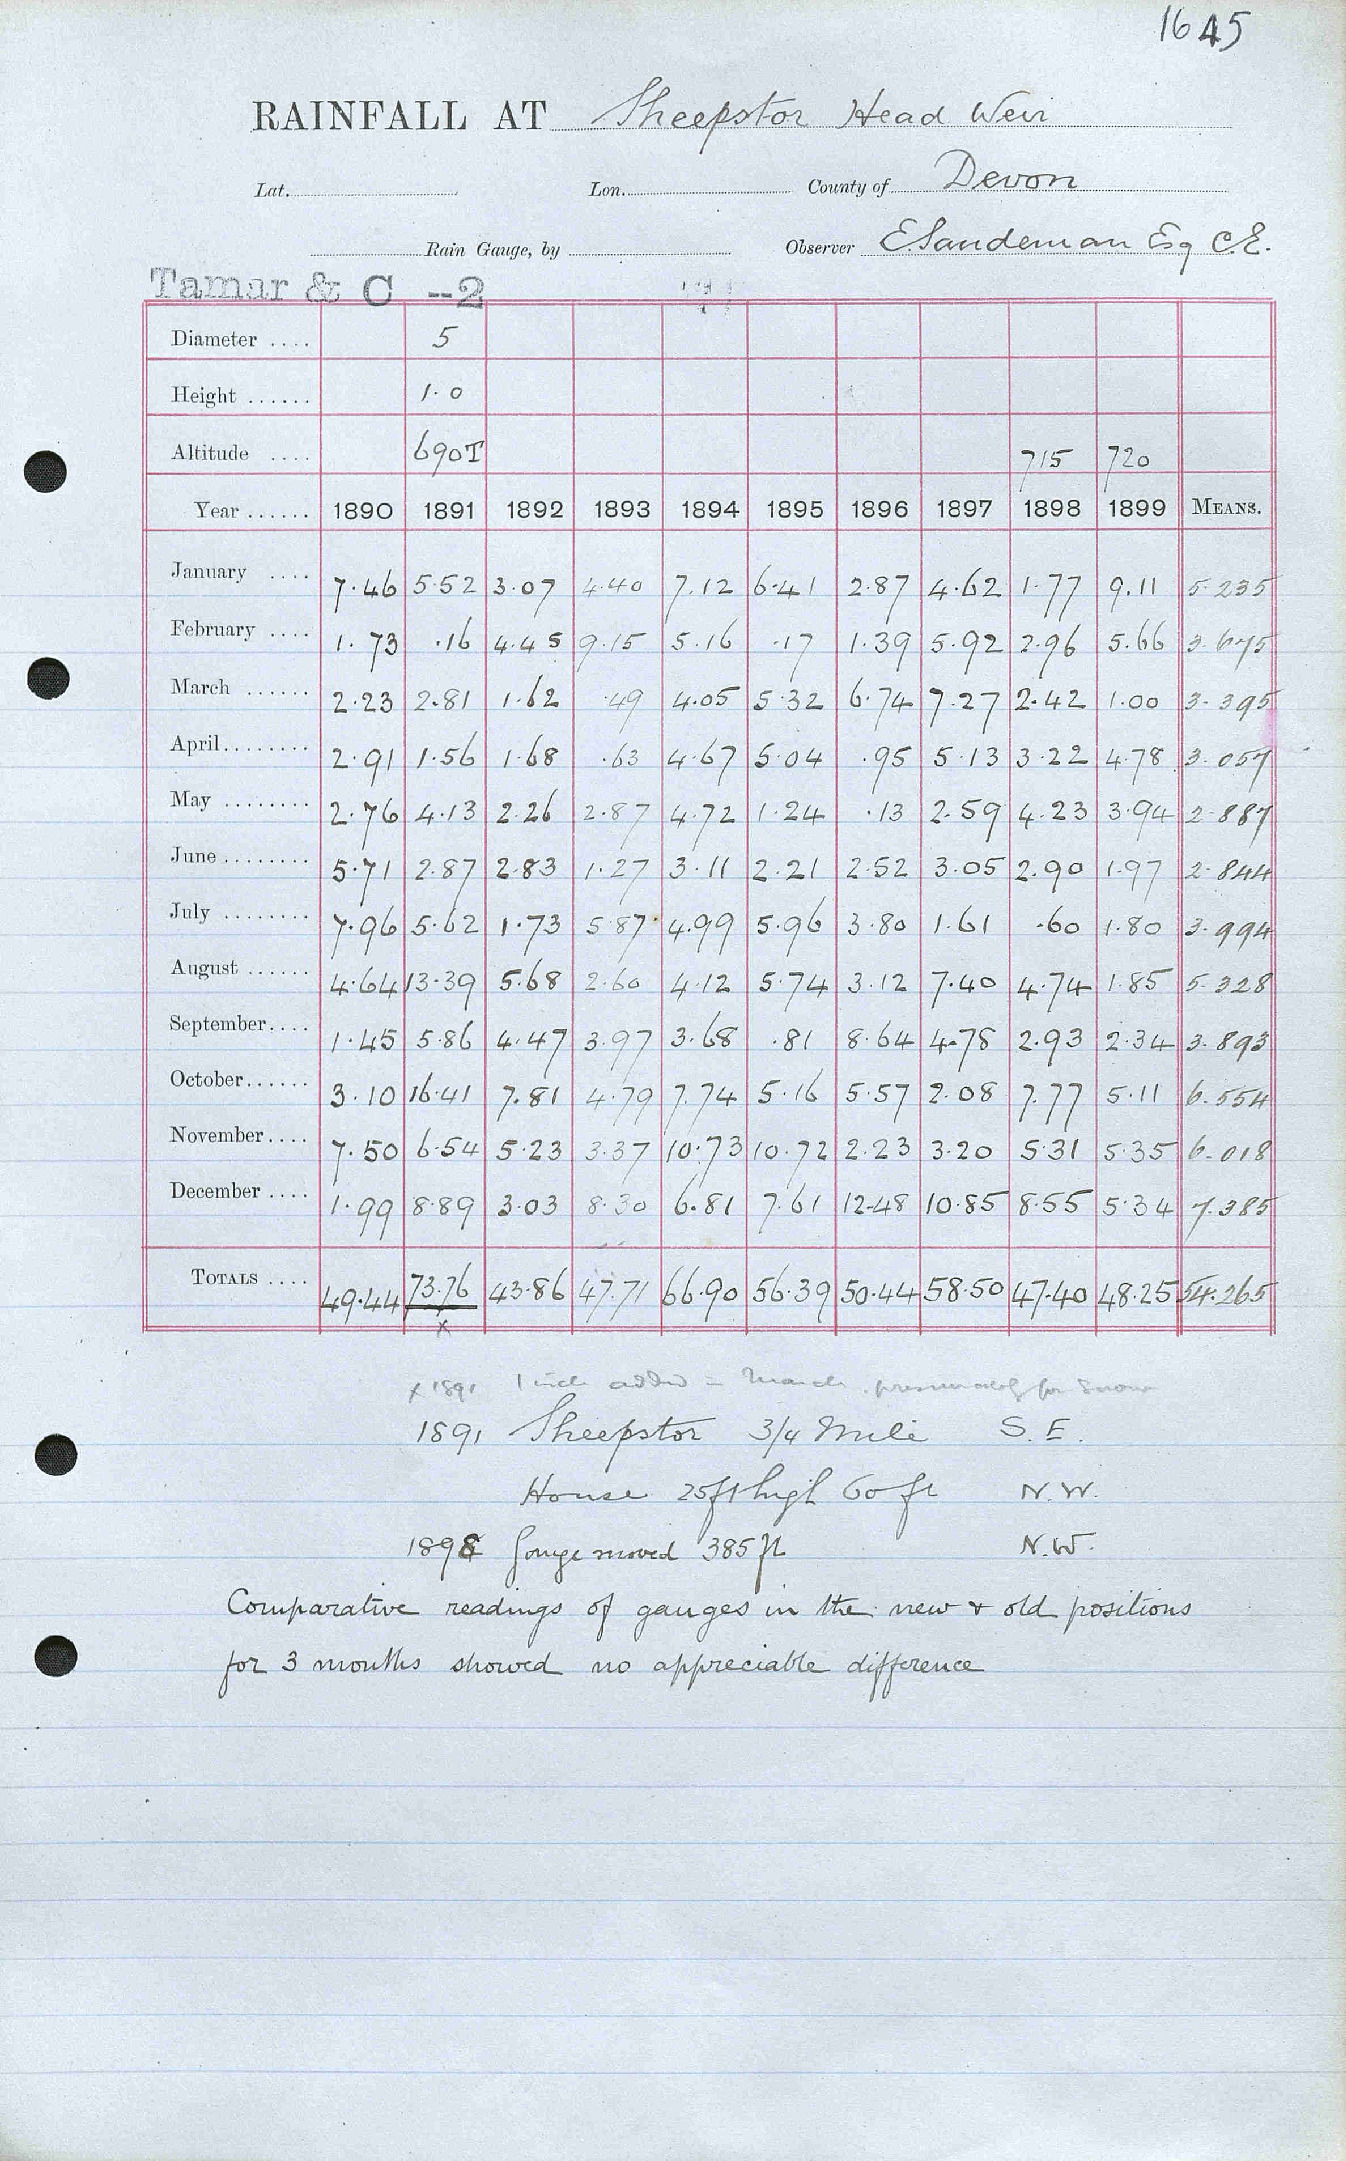 1645
RAINFALL AT Sheepstor Head Weir
Lat. Lon. County of Devon
Rain Gauge, by Observer E Sandeman Esq C.E.
Tamar & C --2
Diameter .... 5
Height ...... 1.0
Altitude .... 690T 715 720
Year ...... 1890 1891 1892 1893 1894 1895 1896 1897 1898 1899 MEANS.
January .... 7.46 5.52 3.07 4.40 7.12 6.41 2.87 4.62 1.77 9.11 5.235
February .... 1.73 .16 4.45 9.15 5.16 .17 1.39 5.92 2.96 5.66 3.675
March ...... 2.23 2.81 1.62 .49 4.05 5.32 6.74 7.27 2.42 1.00 3.395
April........ 2.91 1.56 1.68 .63 4.67 5.04 .95 5.13 3.22 4.78 3.057
May ........ 2.76 4.13 2.26 2.87 4.72 1.24 .13 2.59 4.23 3.94 2.887
June ........ 5.71 2.87 2.83 1.27 3.11 2.21 2.52 3.05 2.90 1.97 2.844
July ........ 7.96 5.62 1.73 5.87 4.99 5.96 3.80 1.61 .60 1.80 3.994
August ...... 4.64 13.39 5.68 2.60 4.12 5.74 3.12 7.40 4.74 1.85 5.328
September.... 1.45 5.86 4.47 3.97 3.68 .81 8.64 4.78 2.93 2.34 3.893
October...... 3.10 16.41 7.81 4.79 7.74 5.16 5.57 2.08 7.77 5.11 6.554
November.... 7.50 6.54 5.23 3.37 10.73 10.72 2.23 3.20 5.31 5.35 6.018
December .... 1.99 8.89 3.03 8.30 6.81 7.61 12.48 10.85 8.55 5.34 7.385
TOTALS .... 49.44 73.76 43.86 47.71 66.90 56.39 50.44 58.50 47.40 48.25 54.265
x
x 1891 1 inch added in March, presumably for snow
1891 Sheepstor 3/4 Mile S.E.
House 25ft high 60 ft N.W.
1898 Gauge moved 385 ft N.W.
Comparative readings of gauges in the new & old positions
for 3 months showed no appreciable difference